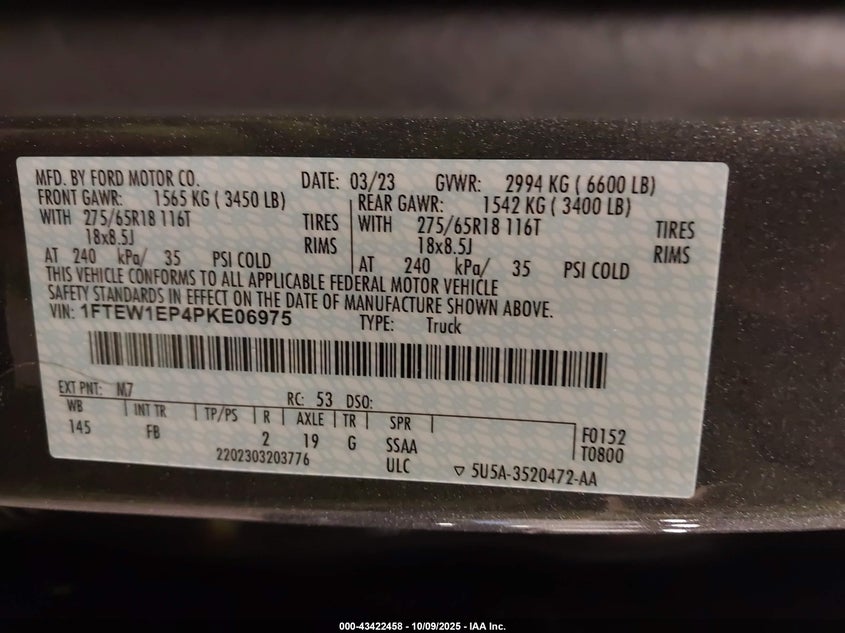 MFD. BY FORD MOTOR CO. DATE: 03/23 GVWR: 2994 KG ( 6600 LB)
FRONT GAWR: 1565 KG ( 3450 LB) REAR GAWR: 1542 KG ( 3400 LB)
WITH 275/65R18 116T TIRES WITH 275/65R18 116T TIRES
18x8.5J RIMS 18x8.5J RIMS
AT 240 kPa/ 35 PSI COLD AT 240 kPa/ 35 PSI COLD
THIS VEHICLE CONFORMS TO ALL APPLICABLE FEDERAL MOTOR VEHICLE
SAFETY STANDARDS IN EFFECT ON THE DATE OF MANUFACTURE SHOWN ABOVE.
VIN: 1FTEW1EP4PKE06975 TYPE: Truck
EXT PNT: M7 RC: 53 DSO:
WB INT TR TP/PS R AXLE TR SPR
145 FB 2 19 G SSAA F0152
2202303203776 ULC T0800
5U5A-3520472-AA
000-43422458 - 10/09/2025 - IAA Inc.